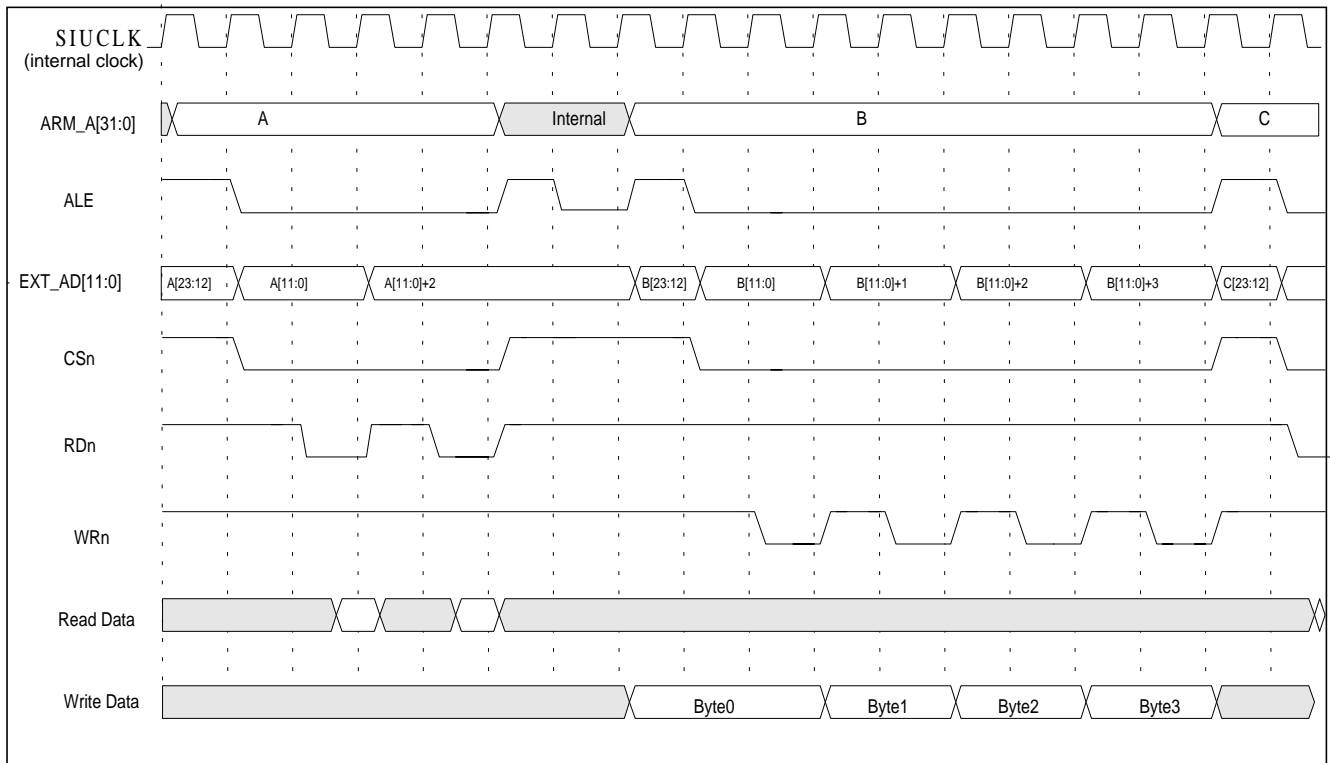 SIUCLK
(internal clock)
ARM_A[31:0]
A
Internal
B
C
ALE
EXT_AD[11:0]
A[23:12]
A[11:0]
A[11:0]+2
B[23:12]
B[11:0]
B[11:0]+1
B[11:0]+2
B[11:0]+3
C[23:12]
CSn
RDn
WRn
Read Data
Write Data
Byte0
Byte1
Byte2
Byte3